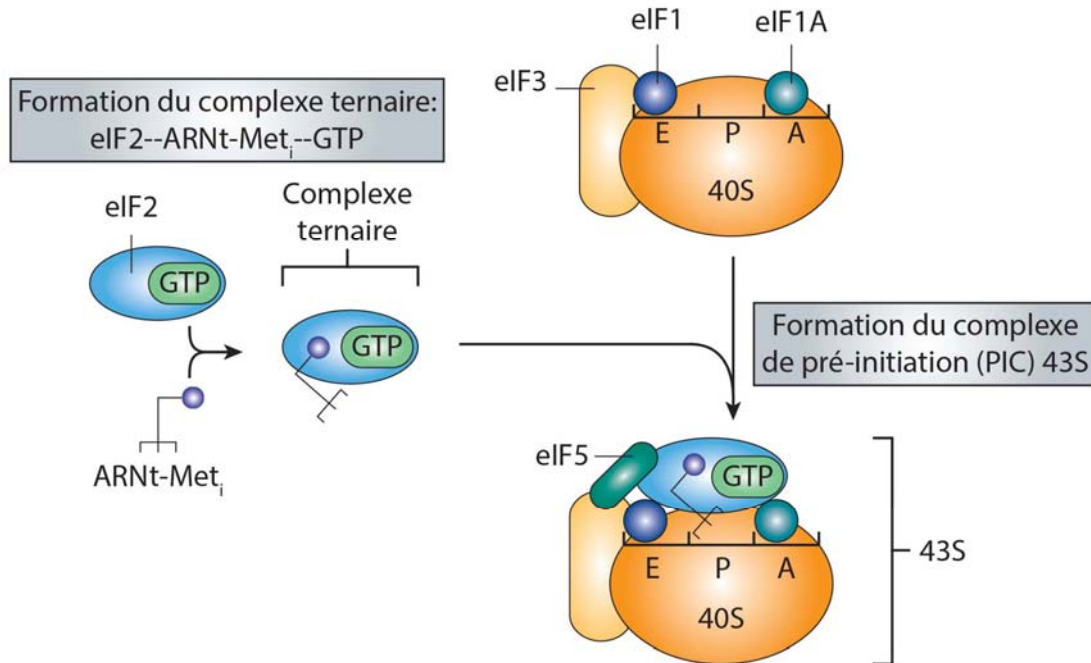 eIF1
eIF1A
eIF3
E P A
40S
Formation du complexe ternaire:
eIF2--ARNt-Metᵢ--GTP
eIF2
GTP
Complexe
ternaire
GTP
ARNt-Metᵢ
Formation du complexe
de pré-initiation (PIC) 43S
eIF5
GTP
E P A
40S
43S